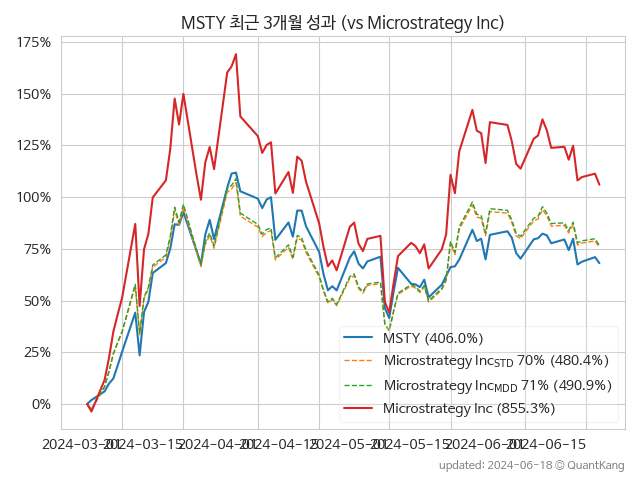 MSTY 최근 3개월 성과 (vs Microstrategy Inc)
175%
150%
125%
100%
75%
50%
25%
0%
MSTY (406.0%)
Microstrategy Inc_STD 70% (480.4%)
Microstrategy Inc_MDD 71% (490.9%)
Microstrategy Inc (855.3%)
2024-03-01 2024-03-15 2024-04-01 2024-04-15 2024-05-01 2024-05-15 2024-06-01 2024-06-15
updated: 2024-06-18 © QuantKang